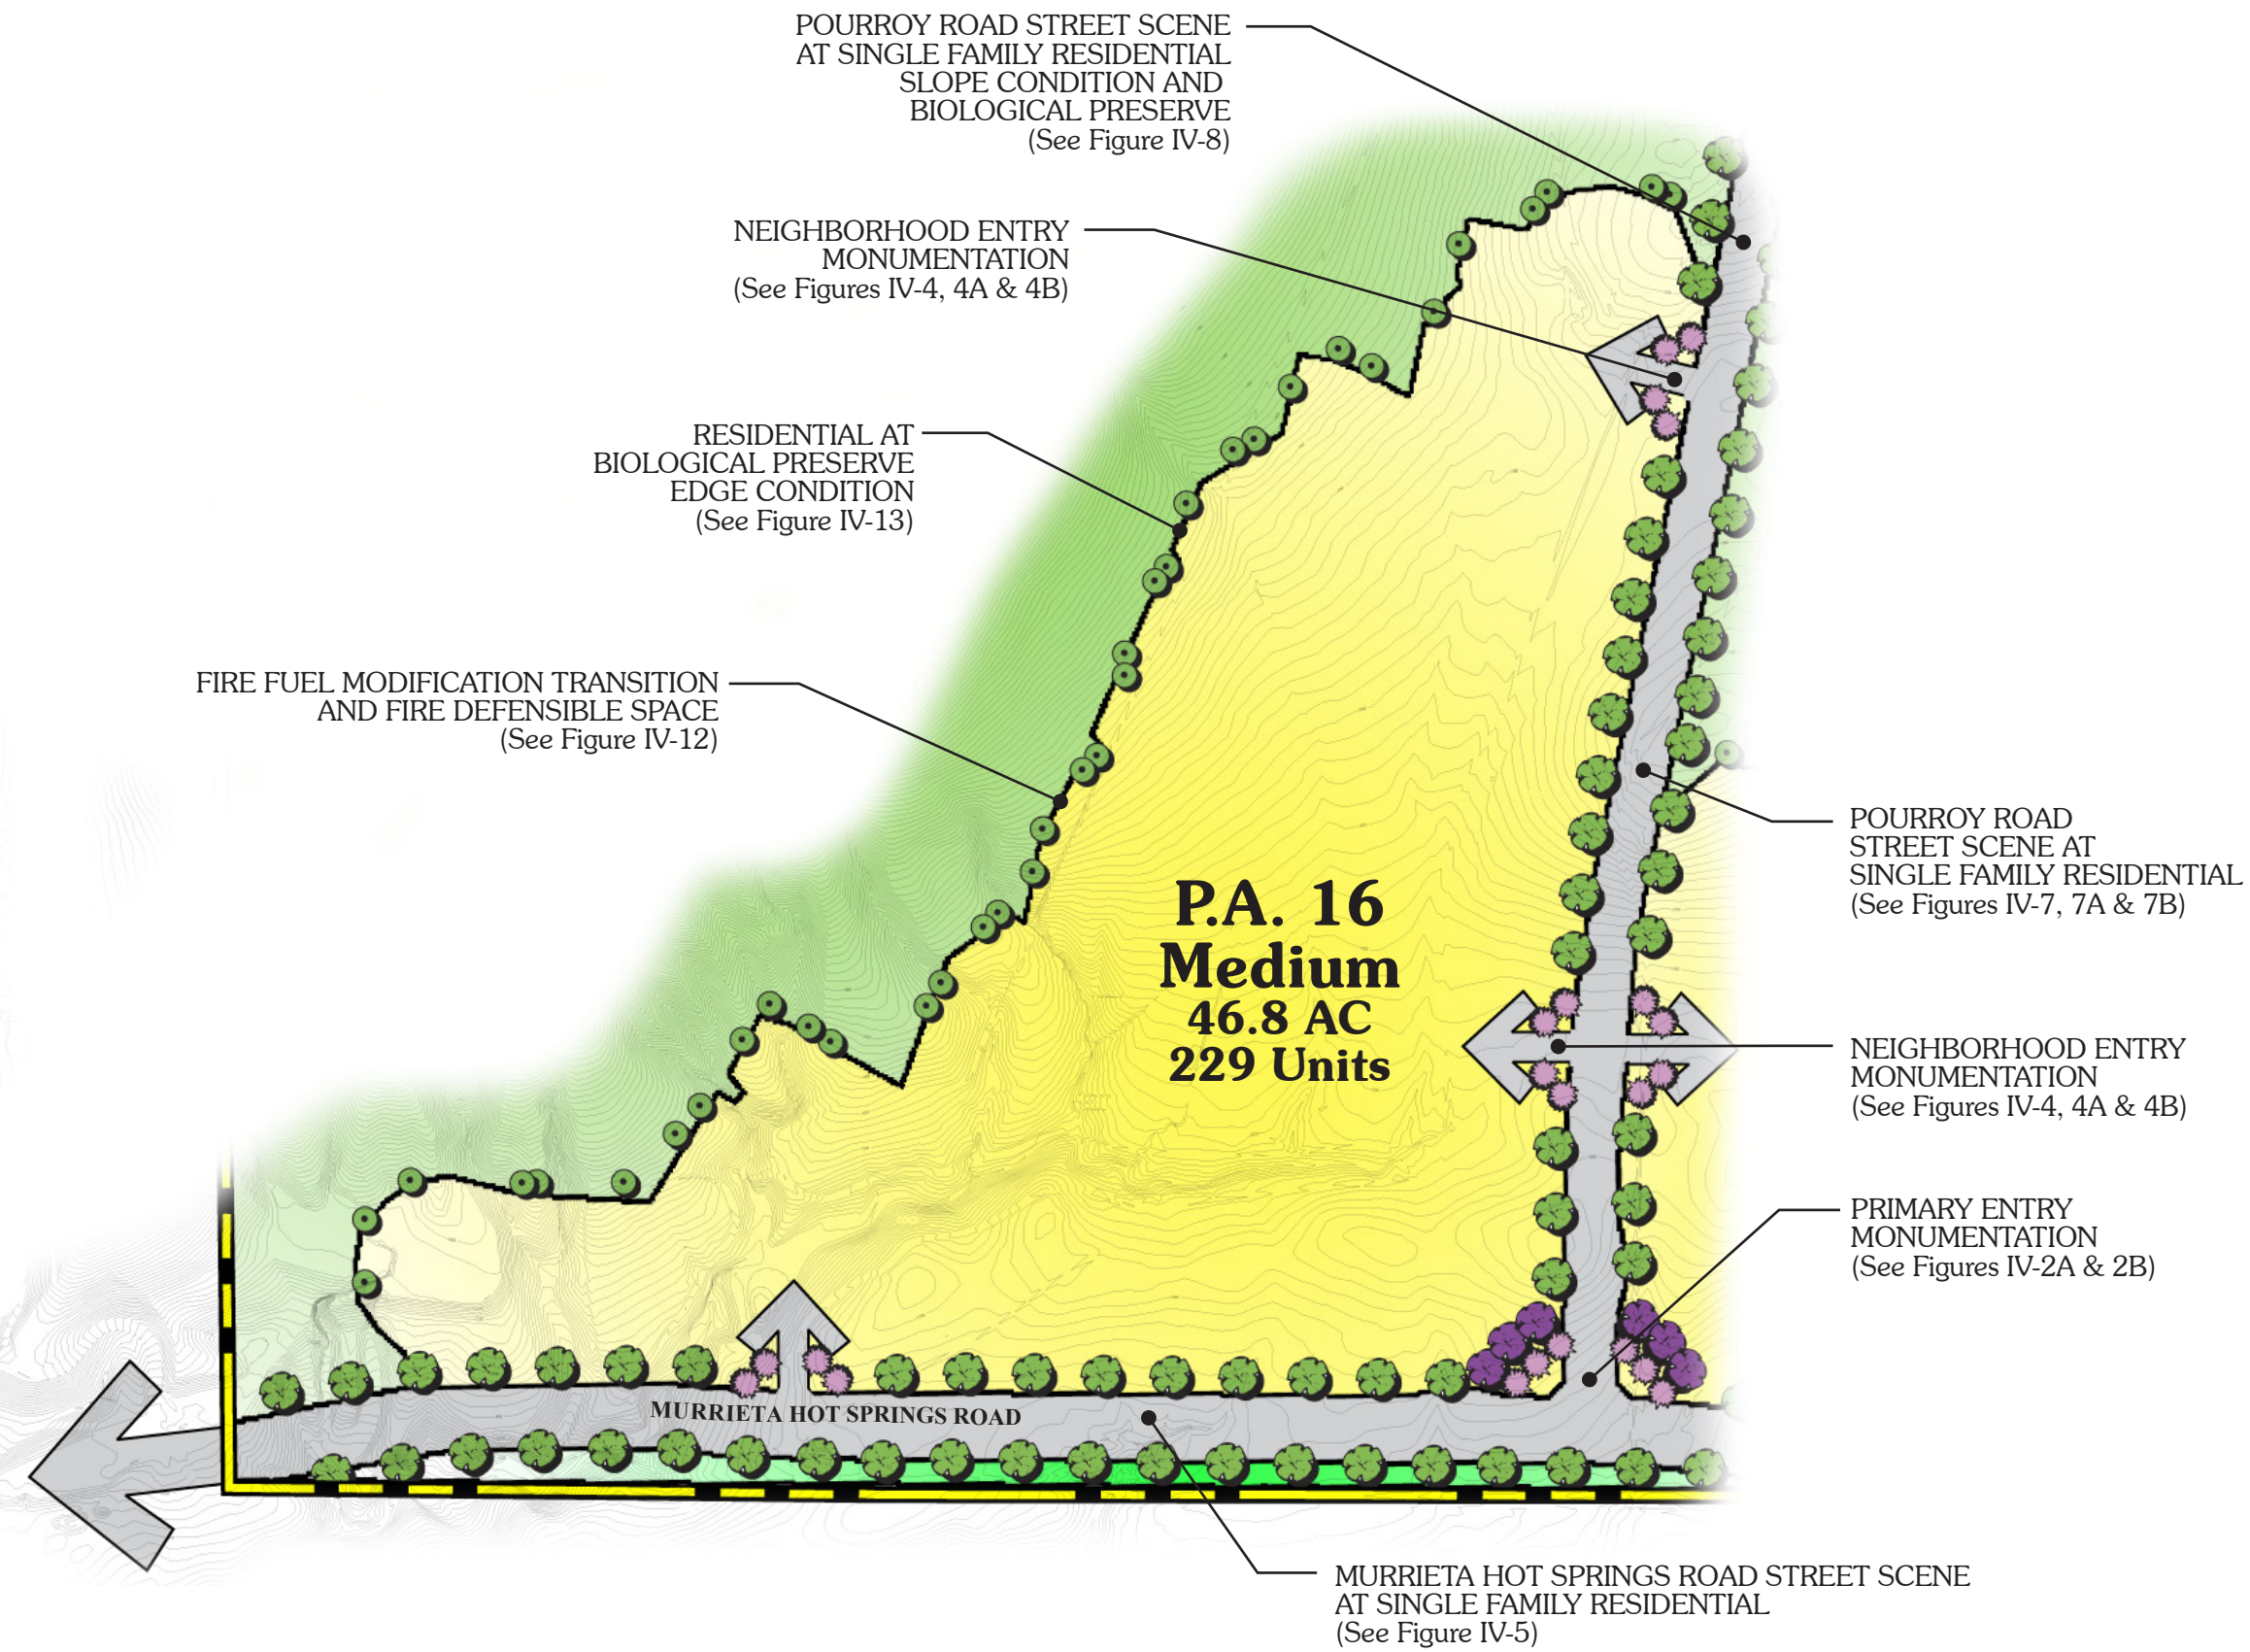 POURROY ROAD STREET SCENE
AT SINGLE FAMILY RESIDENTIAL
SLOPE CONDITION AND
BIOLOGICAL PRESERVE
(See Figure IV-8)
NEIGHBORHOOD ENTRY
MONUMENTATION
(See Figures IV-4, 4A & 4B)
RESIDENTIAL AT
BIOLOGICAL PRESERVE
EDGE CONDITION
(See Figure IV-13)
FIRE FUEL MODIFICATION TRANSITION
AND FIRE DEFENSIBLE SPACE
(See Figure IV-12)
P.A. 16
Medium
46.8 AC
229 Units
POURROY ROAD
STREET SCENE AT
SINGLE FAMILY RESIDENTIAL
(See Figures IV-7, 7A & 7B)
NEIGHBORHOOD ENTRY
MONUMENTATION
(See Figures IV-4, 4A & 4B)
PRIMARY ENTRY
MONUMENTATION
(See Figures IV-2A & 2B)
MURRIETA HOT SPRINGS ROAD
MURRIETA HOT SPRINGS ROAD STREET SCENE
AT SINGLE FAMILY RESIDENTIAL
(See Figure IV-5)